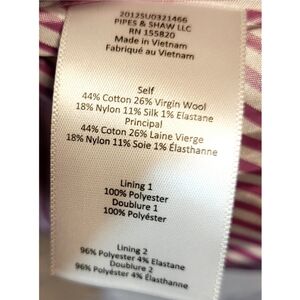 2012SU0321466
PIPES & SHAW LLC
RN 155820
Made in Vietnam
Fabriqué au Vietnam
Self
44% Cotton 26% Virgin Wool
18% Nylon 11% Silk 1% Elastane
Principal
44% Coton 26% Laine Vierge
18% Nylon 11% Soie 1% Élasthanne
Lining 1
100% Polyester
Doublure 1
100% Polyéster
Lining 2
96% Polyester 4% Elastane
Doublure 2
96% Polyéster 4% Élasthanne